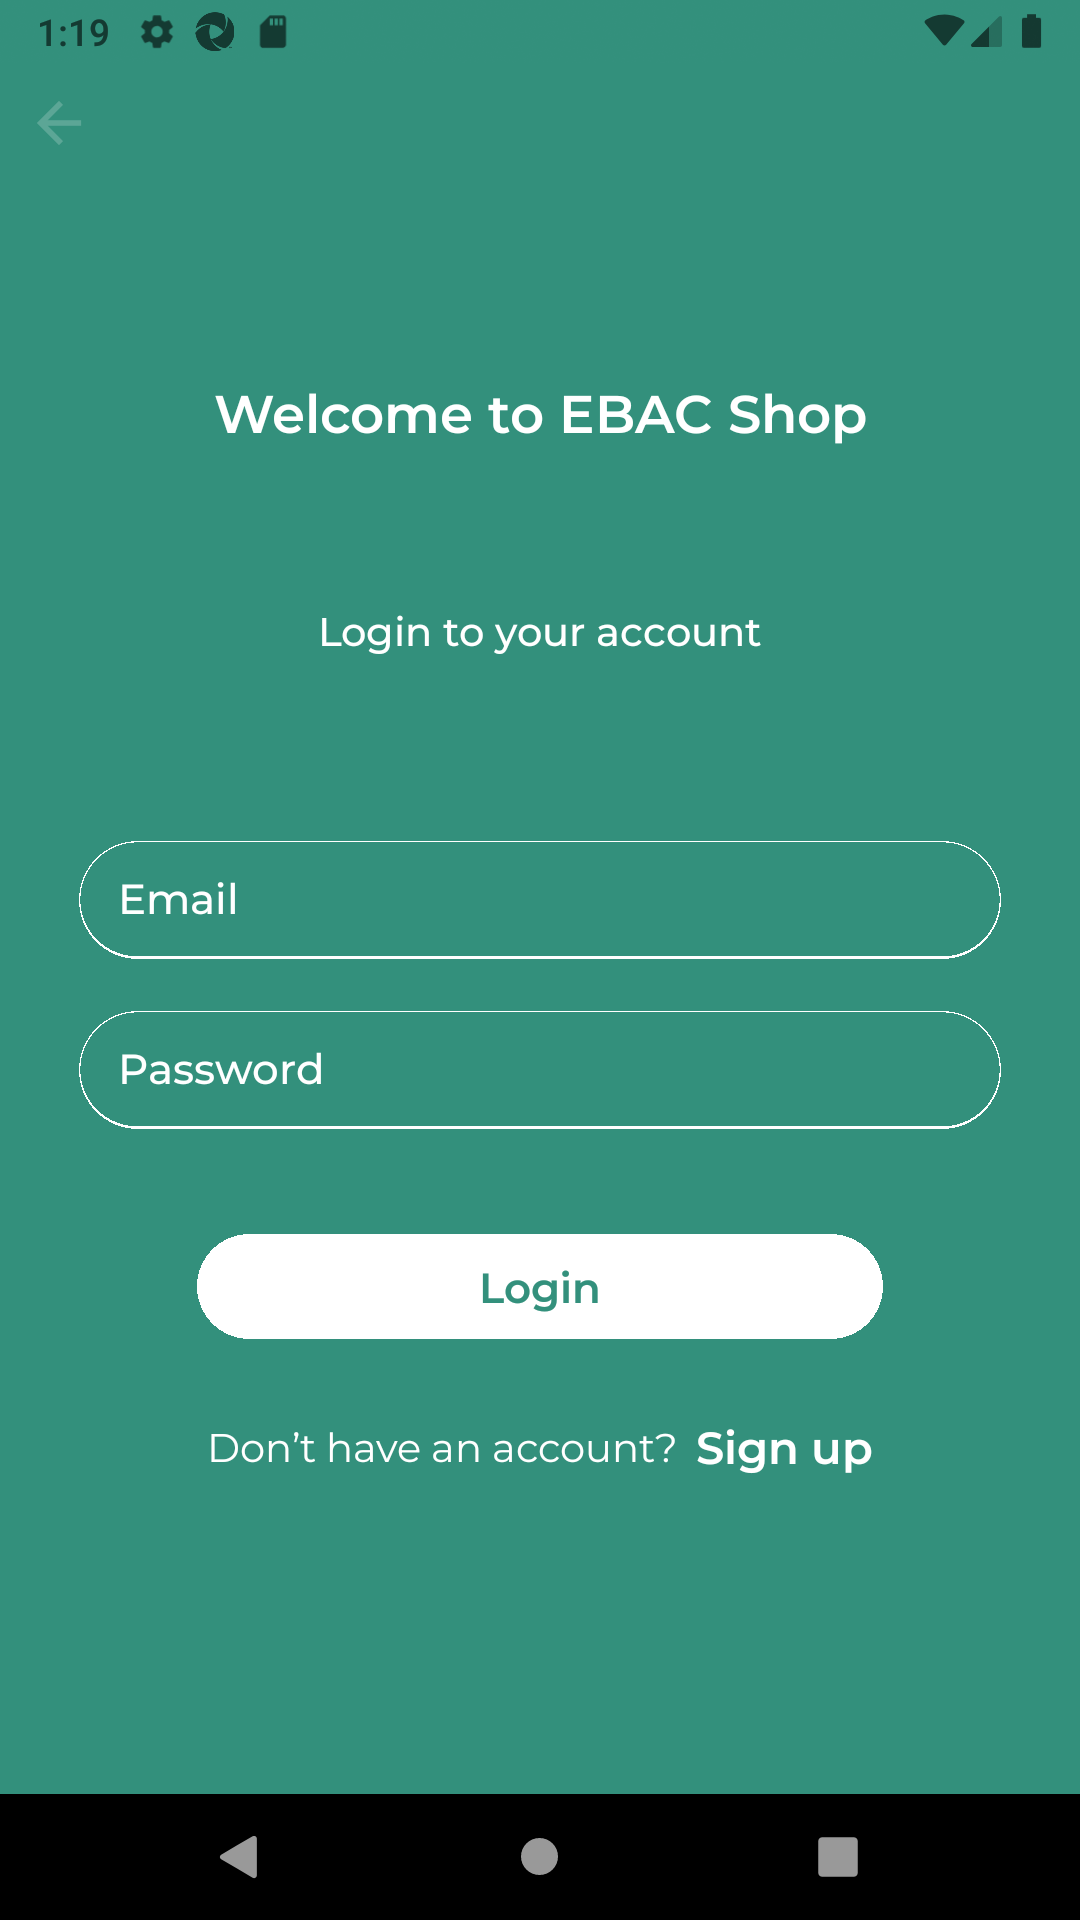 1:19
Welcome to EBAC Shop
Login to your account
Email
Password
Login
Don’t have an account? Sign up